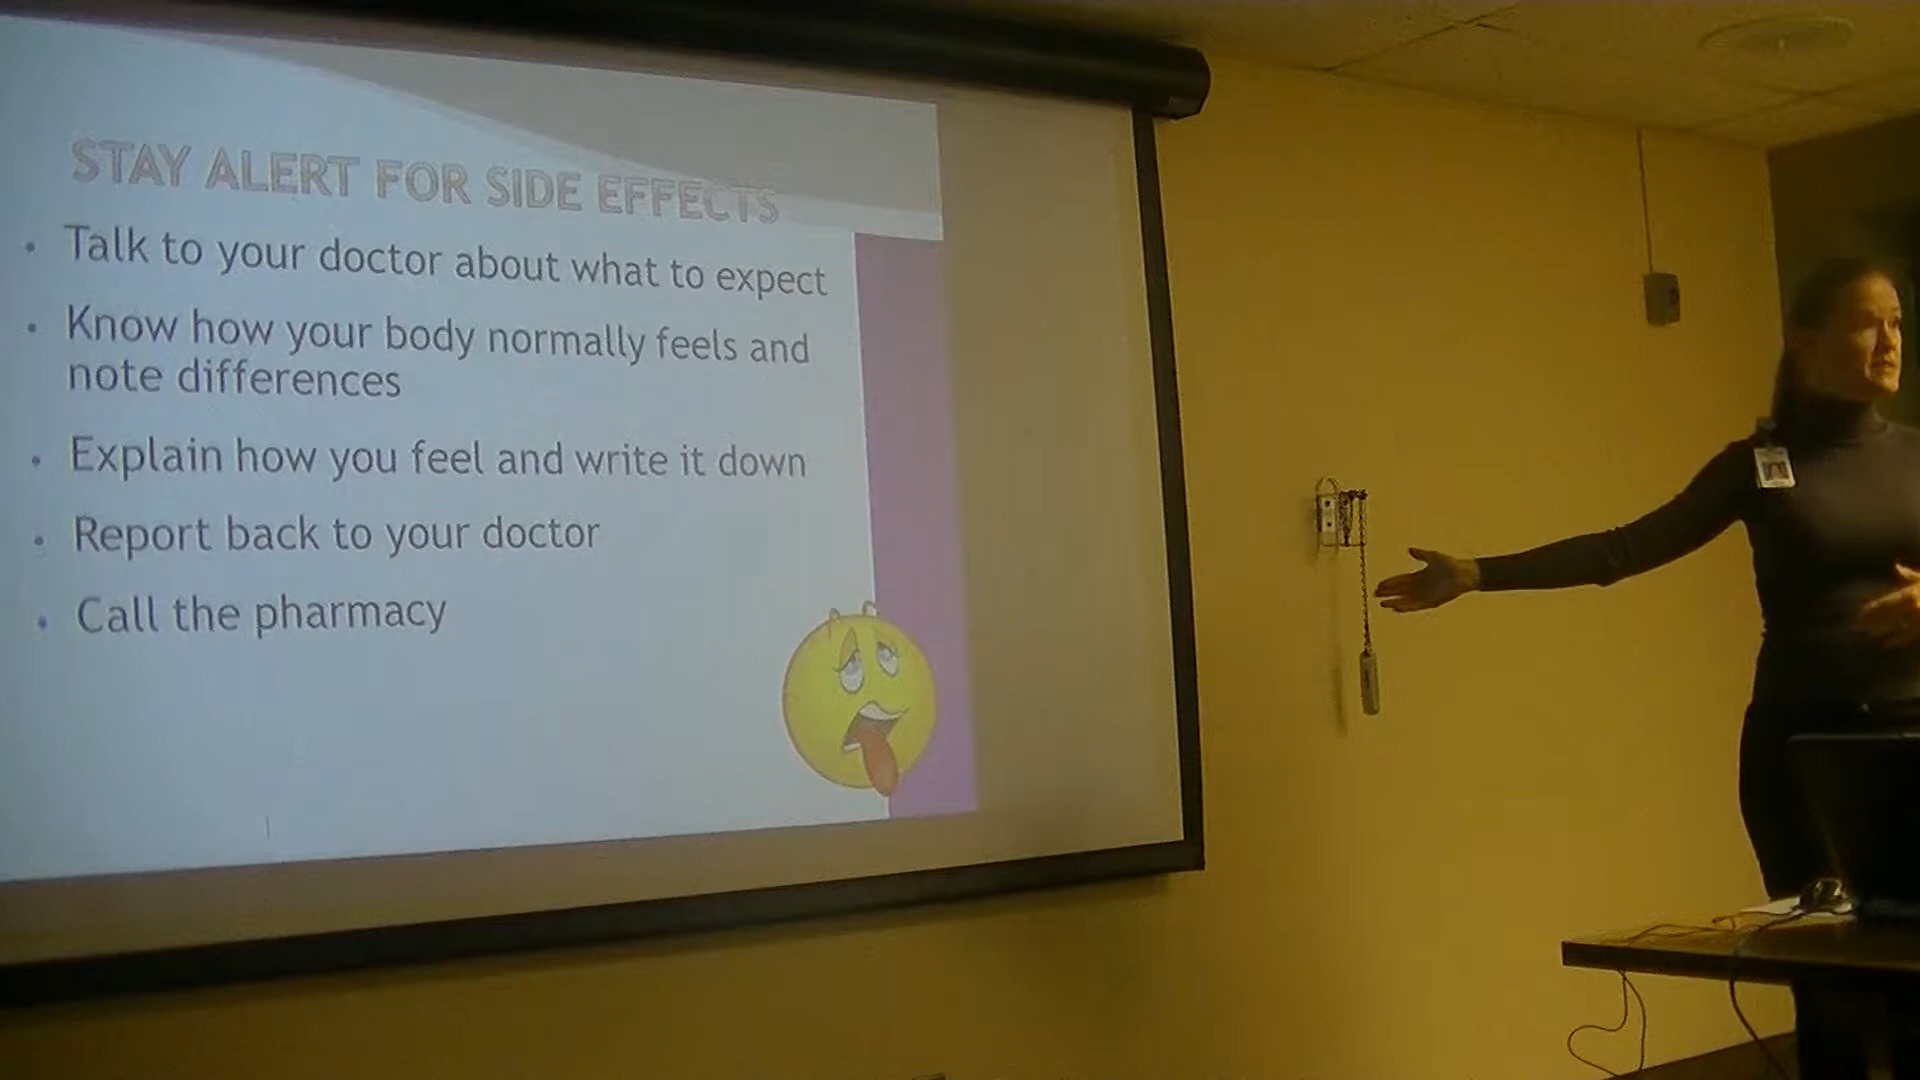 STAY ALERT FOR SIDE EFFECTS
• Talk to your doctor about what to expect
• Know how your body normally feels and
note differences
• Explain how you feel and write it down
• Report back to your doctor
• Call the pharmacy